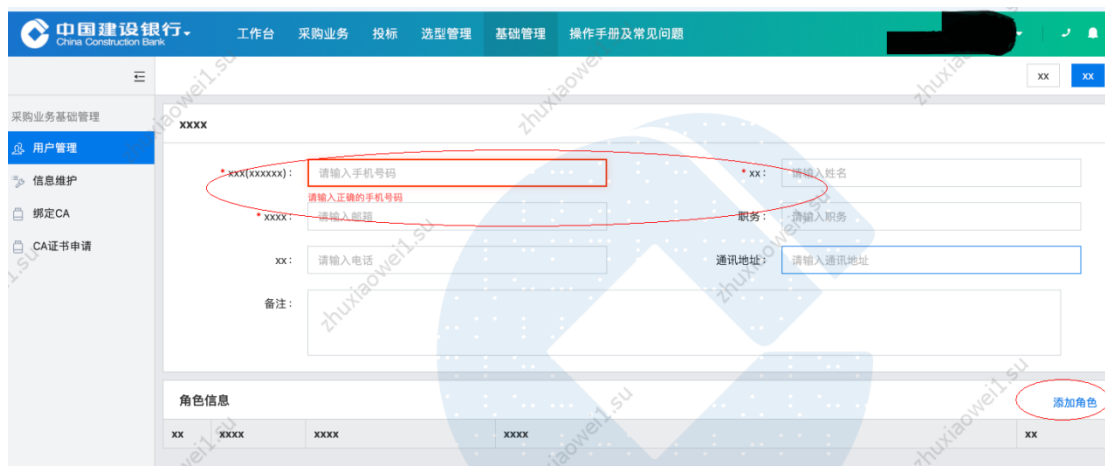 中国建设银行
China Construction Bank
工作台 采购业务 投标 选型管理 基础管理 操作手册及常见问题
xx xx
采购业务基础管理
用户管理
信息维护
绑定CA
CA证书申请
xxxx
* xxx(xxxxxx): 请输入手机号码 * xx: 请输入姓名
请输入正确的手机号码
* xxxx: 请输入邮箱 职务: 请输入职务
xx: 请输入电话 通讯地址: 请输入通讯地址
备注:
角色信息 添加角色
xx xxxx xxxx xxxx xx
zhuxiaowei1.su